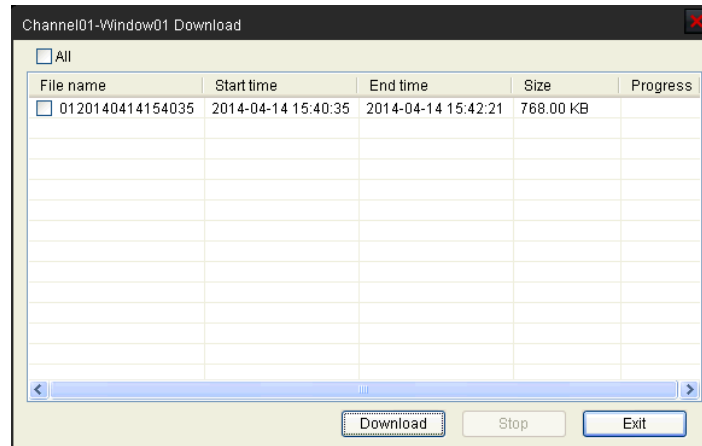 Channel01-Window01 Download
All
File name Start time End time Size Progress
0120140414154035 2014-04-14 15:40:35 2014-04-14 15:42:21 768.00 KB
Download Stop Exit